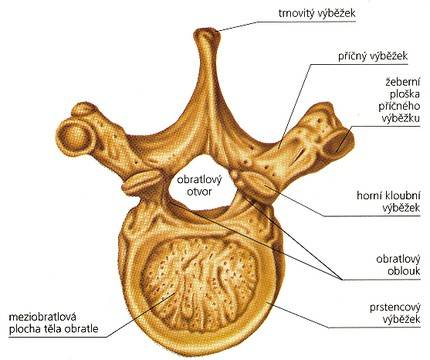 trnovitý výběžek
příčný výběžek
žeberní
ploška
příčného
výběžku
obratlový
otvor
horní kloubní
výběžek
obratlový
oblouk
meziobratlová
plocha těla obratle
prstencový
výběžek